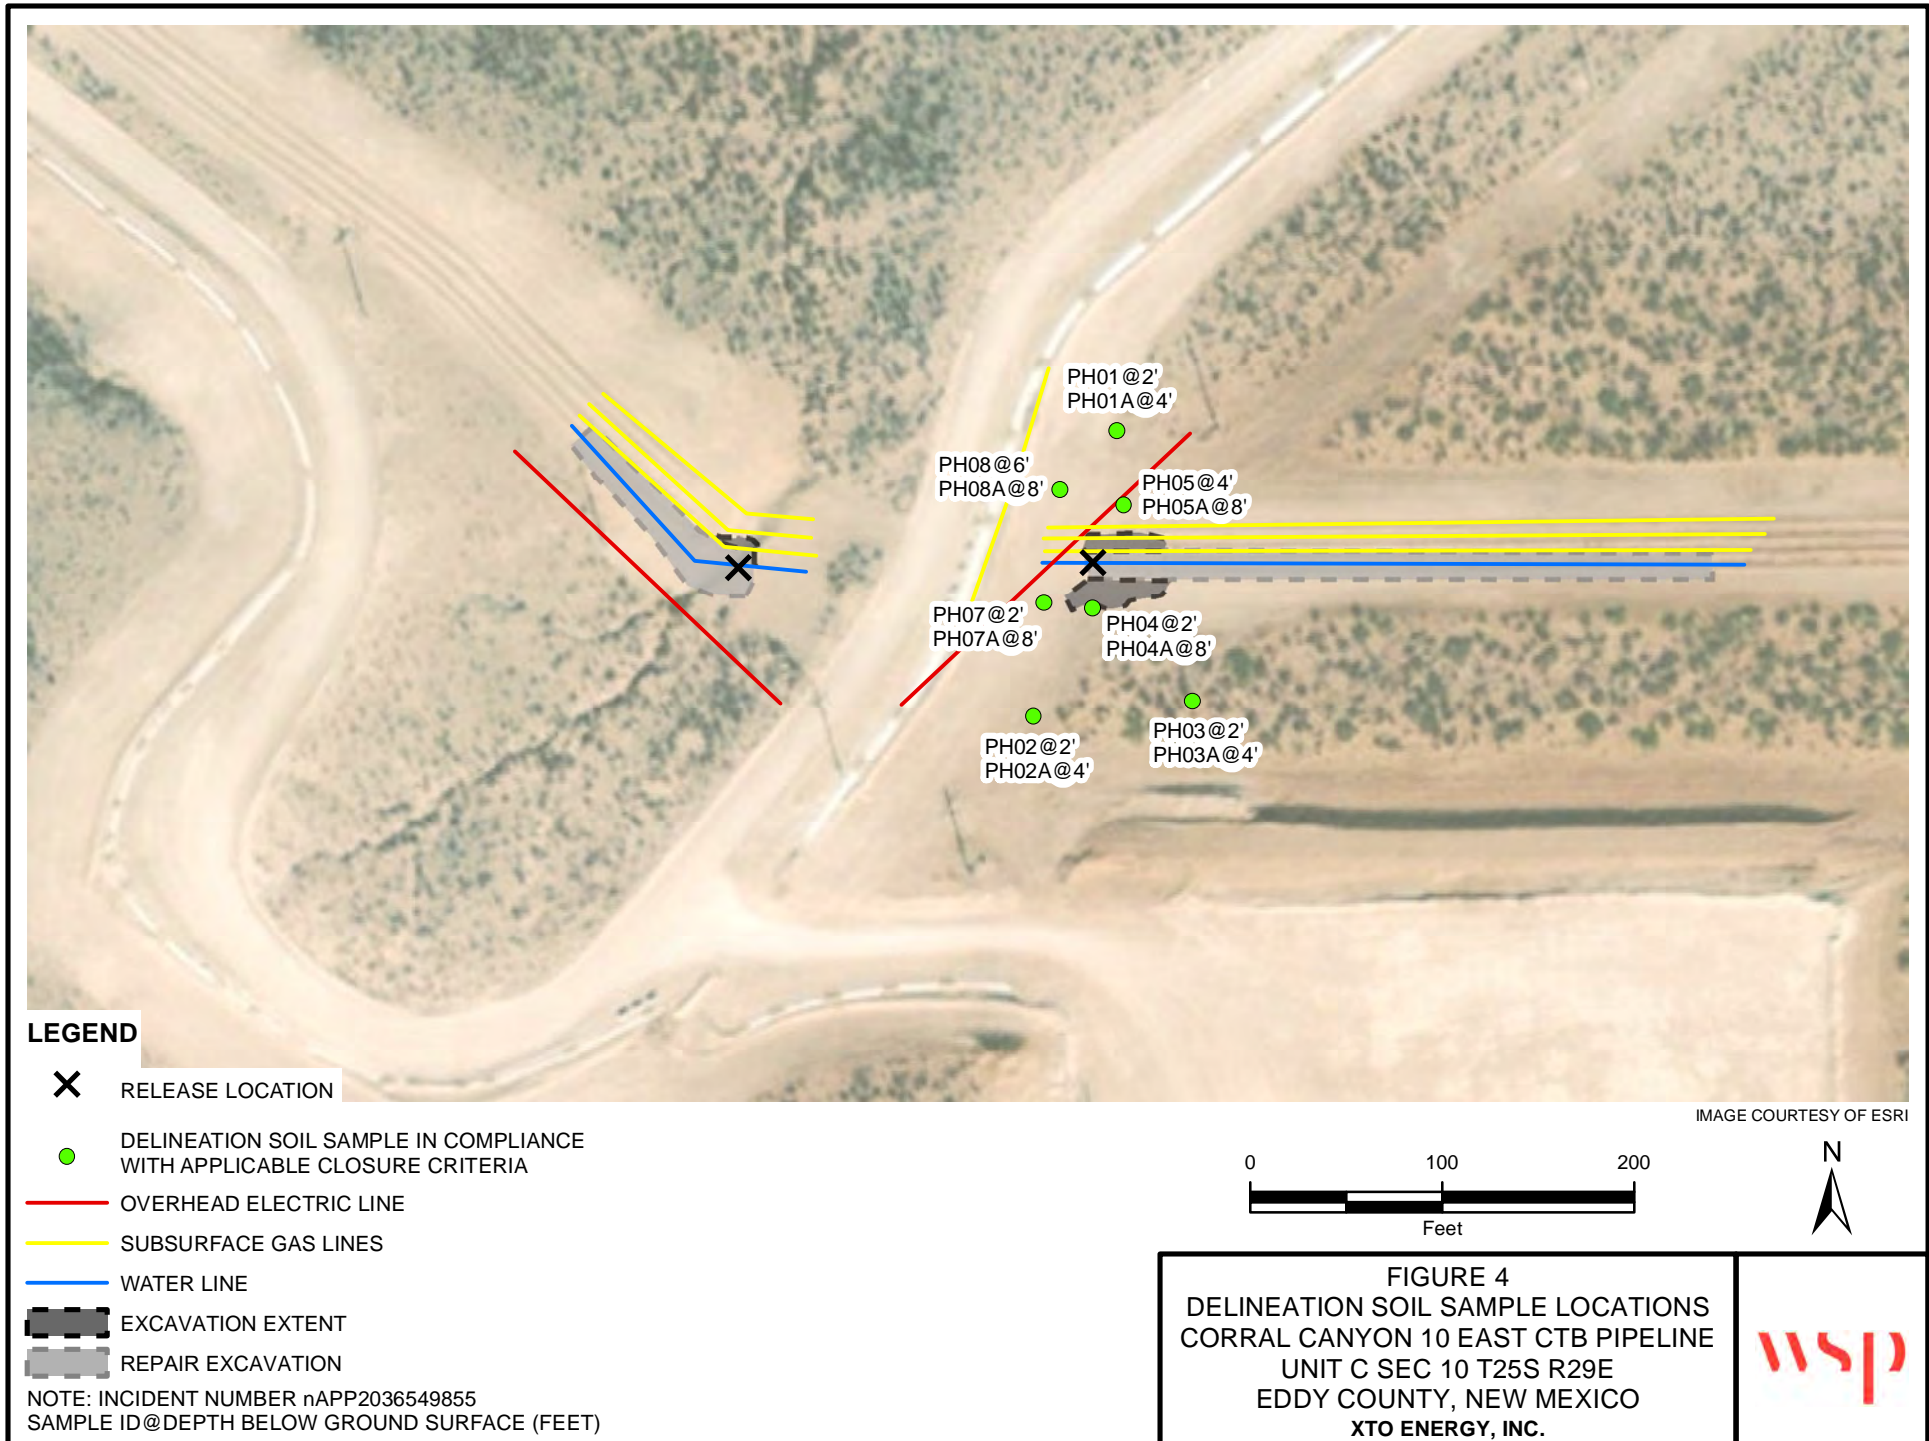 PH01@2'
PH01A@4'
PH08@6'
PH08A@8'
PH05@4'
PH05A@8'
PH07@2'
PH07A@8'
PH04@2'
PH04A@8'
PH02@2'
PH02A@4'
PH03@2'
PH03A@4'
LEGEND
RELEASE LOCATION
DELINEATION SOIL SAMPLE IN COMPLIANCE
WITH APPLICABLE CLOSURE CRITERIA
OVERHEAD ELECTRIC LINE
SUBSURFACE GAS LINES
WATER LINE
EXCAVATION EXTENT
REPAIR EXCAVATION
NOTE: INCIDENT NUMBER nAPP2036549855
SAMPLE ID@DEPTH BELOW GROUND SURFACE (FEET)
IMAGE COURTESY OF ESRI
0 100 200
Feet
N
FIGURE 4
DELINEATION SOIL SAMPLE LOCATIONS
CORRAL CANYON 10 EAST CTB PIPELINE
UNIT C SEC 10 T25S R29E
EDDY COUNTY, NEW MEXICO
XTO ENERGY, INC.
wsp